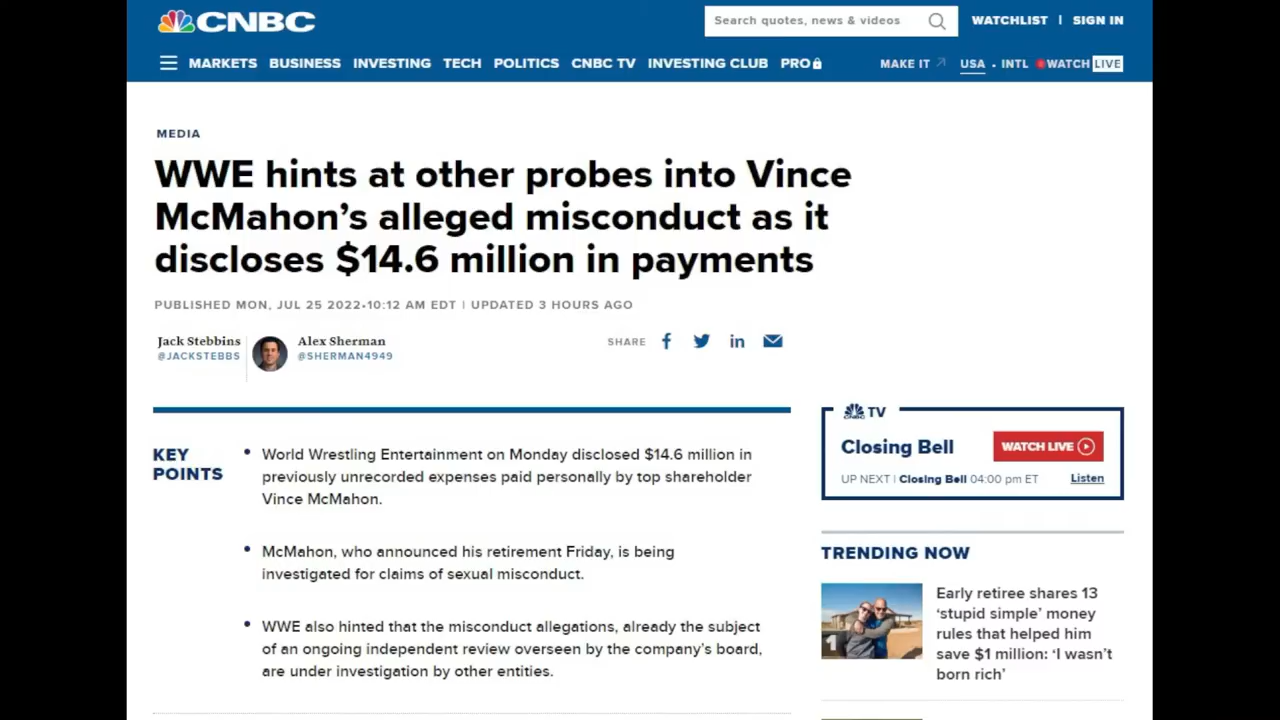 CNBC
Search quotes, news & videos
WATCHLIST | SIGN IN
MARKETS BUSINESS INVESTING TECH POLITICS CNBC TV INVESTING CLUB PRO
MAKE IT USA • INTL WATCH LIVE
MEDIA
WWE hints at other probes into Vince
McMahon’s alleged misconduct as it
discloses $14.6 million in payments
PUBLISHED MON, JUL 25 2022•10:12 AM EDT | UPDATED 3 HOURS AGO
Jack Stebbins
@JACKSTEBBS
Alex Sherman
@SHERMAN4949
SHARE
KEY
POINTS
• World Wrestling Entertainment on Monday disclosed $14.6 million in
previously unrecorded expenses paid personally by top shareholder
Vince McMahon.
• McMahon, who announced his retirement Friday, is being
investigated for claims of sexual misconduct.
• WWE also hinted that the misconduct allegations, already the subject
of an ongoing independent review overseen by the company’s board,
are under investigation by other entities.
CNBC TV
Closing Bell
WATCH LIVE
UP NEXT | Closing Bell 04:00 pm ET
Listen
TRENDING NOW
1
Early retiree shares 13
‘stupid simple’ money
rules that helped him
save $1 million: ‘I wasn’t
born rich’